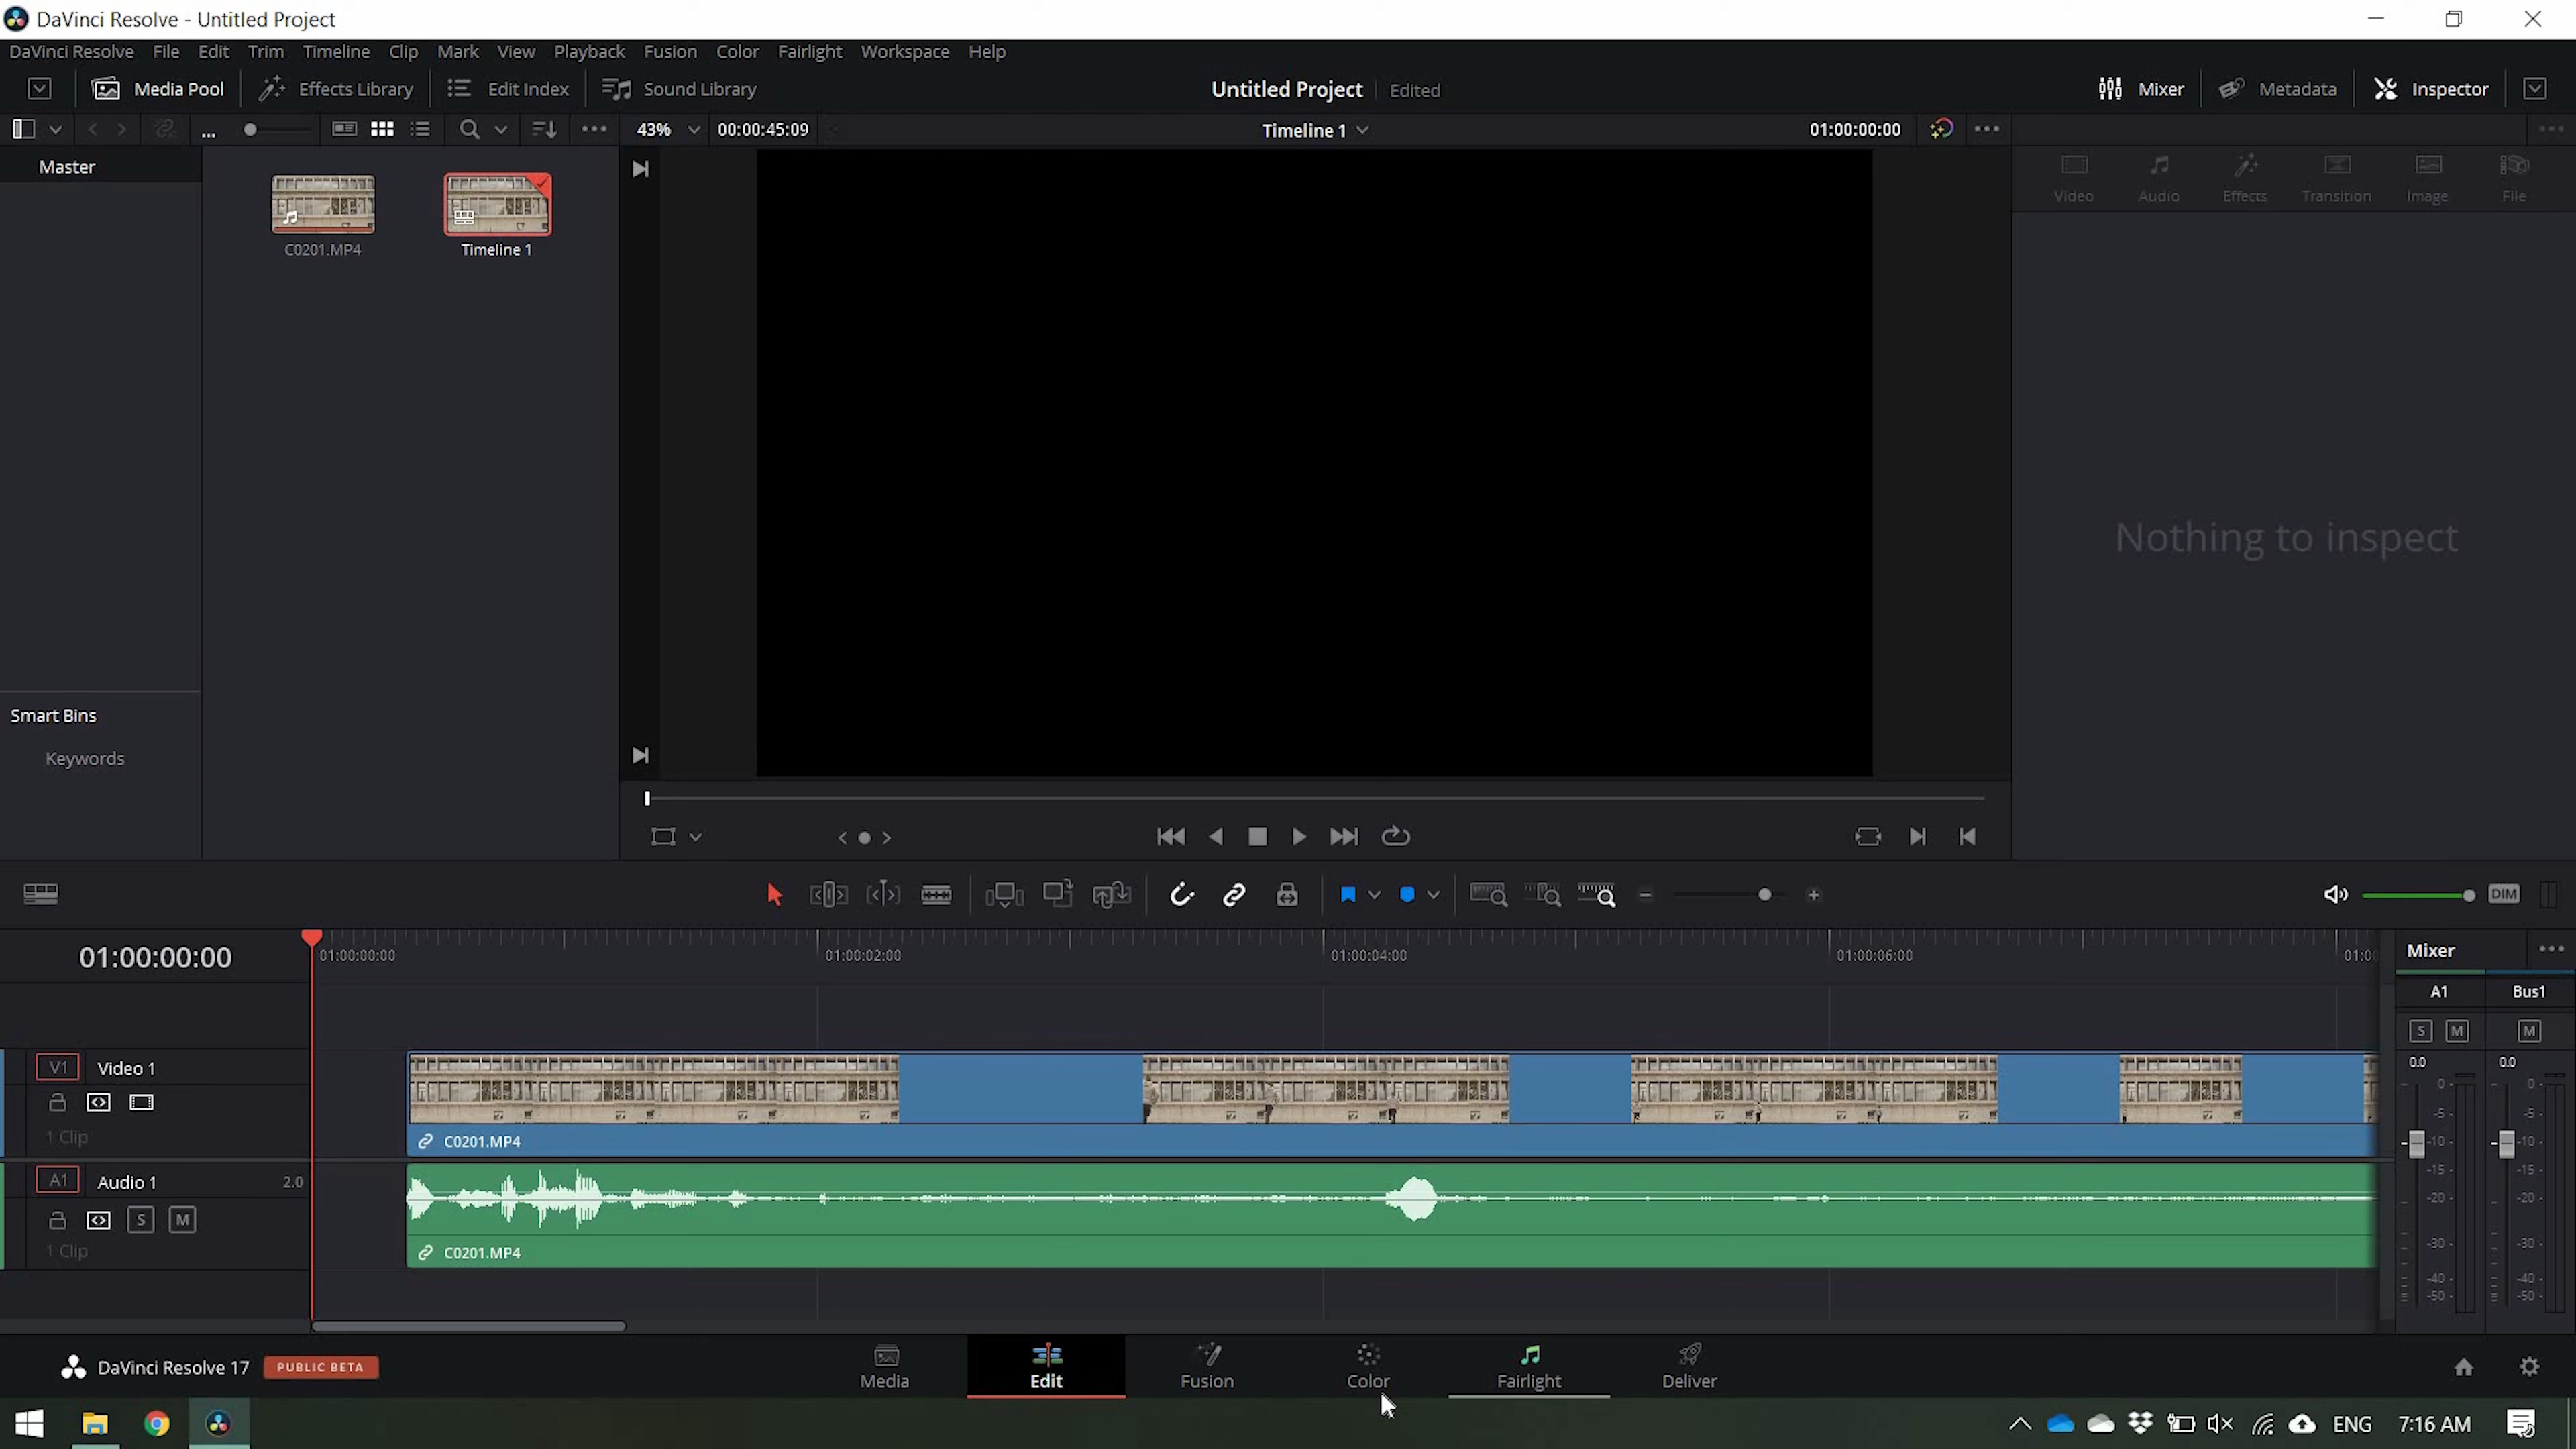 DaVinci Resolve - Untitled Project
DaVinci Resolve File Edit Trim Timeline Clip Mark View Playback Fusion Color Fairlight Workspace Help
Media Pool Effects Library Edit Index Sound Library Untitled Project Edited Mixer Metadata Inspector
... 43% 00:00:45:09 Timeline 1 01:00:00:00
Master
C0201.MP4 Timeline 1
Video Audio Effects Transition Image File
Nothing to inspect
Smart Bins
Keywords
DIM
01:00:00:00 01:00:00:00 01:00:02:00 01:00:04:00 01:00:06:00 01:0
Mixer
A1 Bus1
S M M
0.0 0.0
0- 0-
-5- -5-
-10- -10-
-15- -15-
-20- -20-
-30- -30-
-40- -40-
-50- -50-
V1 Video 1
1 Clip
C0201.MP4
A1 Audio 1 2.0
S M
1 Clip
C0201.MP4
DaVinci Resolve 17 PUBLIC BETA Media Edit Fusion Color Fairlight Deliver
ENG 7:16 AM